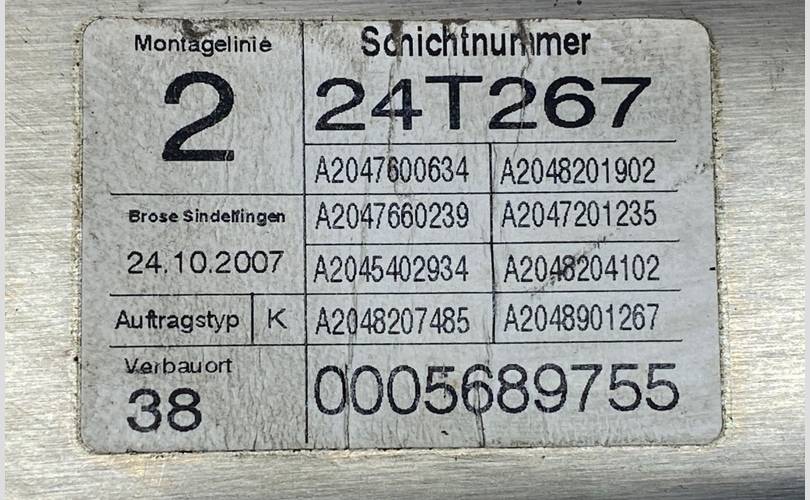 Montagelinie
2
Schichtnummer
24T267
A2047600634 A2048201902
Brose Sindelfingen
A2047660239 A2047201235
24.10.2007
A2045402934 A2048204102
Auftragstyp K
A2048207485 A2048901267
Verbauort
38
0005689755